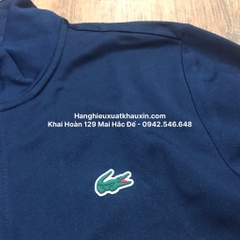 Hanghieuxuatkhauxin.com
Khai Hoàn 129 Mai Hắc Đế - 0942.546.648